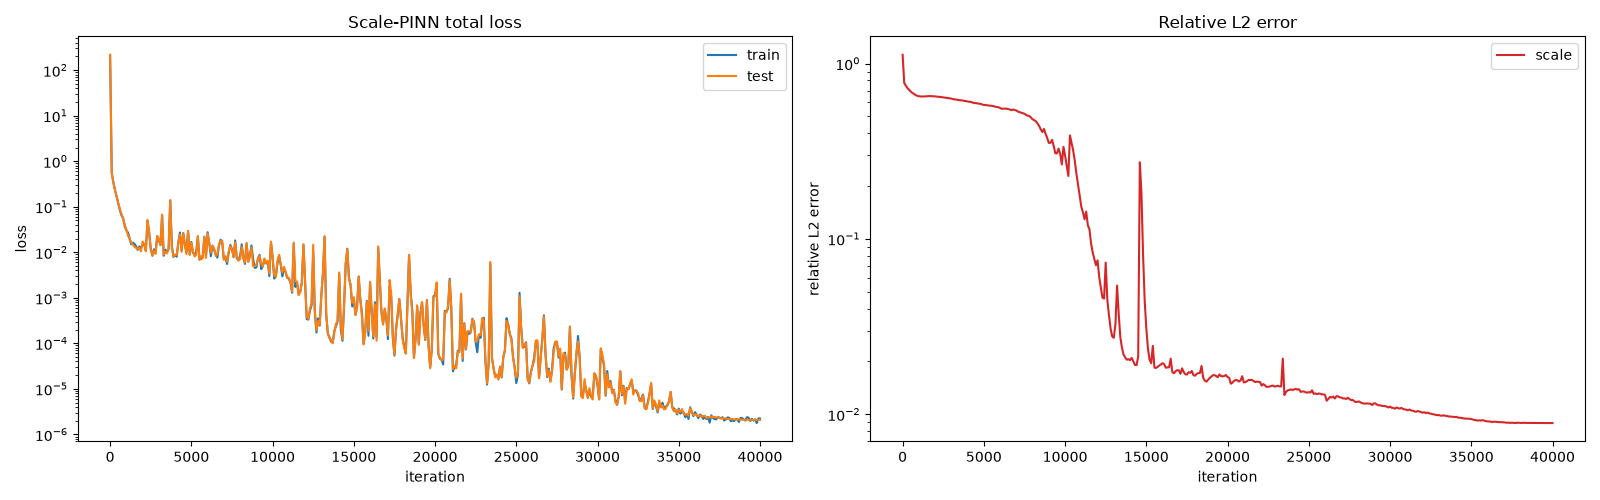 Scale-PINN total loss
loss
10^2
10^1
10^0
10^-1
10^-2
10^-3
10^-4
10^-5
10^-6
train
test
0 5000 10000 15000 20000 25000 30000 35000 40000
iteration
Relative L2 error
relative L2 error
10^0
10^-1
10^-2
scale
0 5000 10000 15000 20000 25000 30000 35000 40000
iteration